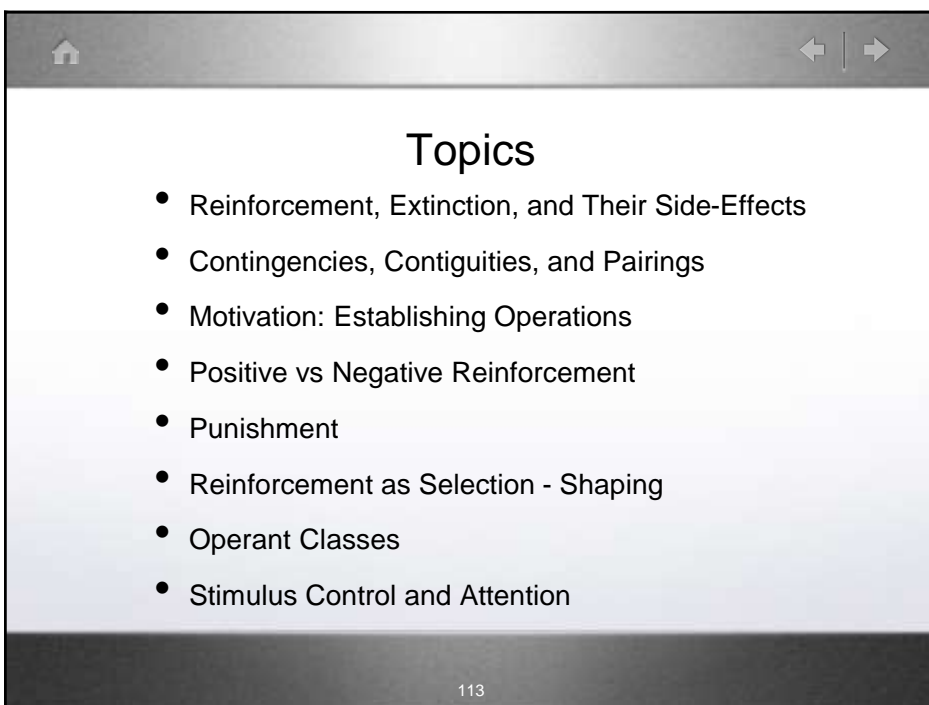 Topics
• Reinforcement, Extinction, and Their Side-Effects
• Contingencies, Contiguities, and Pairings
• Motivation: Establishing Operations
• Positive vs Negative Reinforcement
• Punishment
• Reinforcement as Selection - Shaping
• Operant Classes
• Stimulus Control and Attention
113